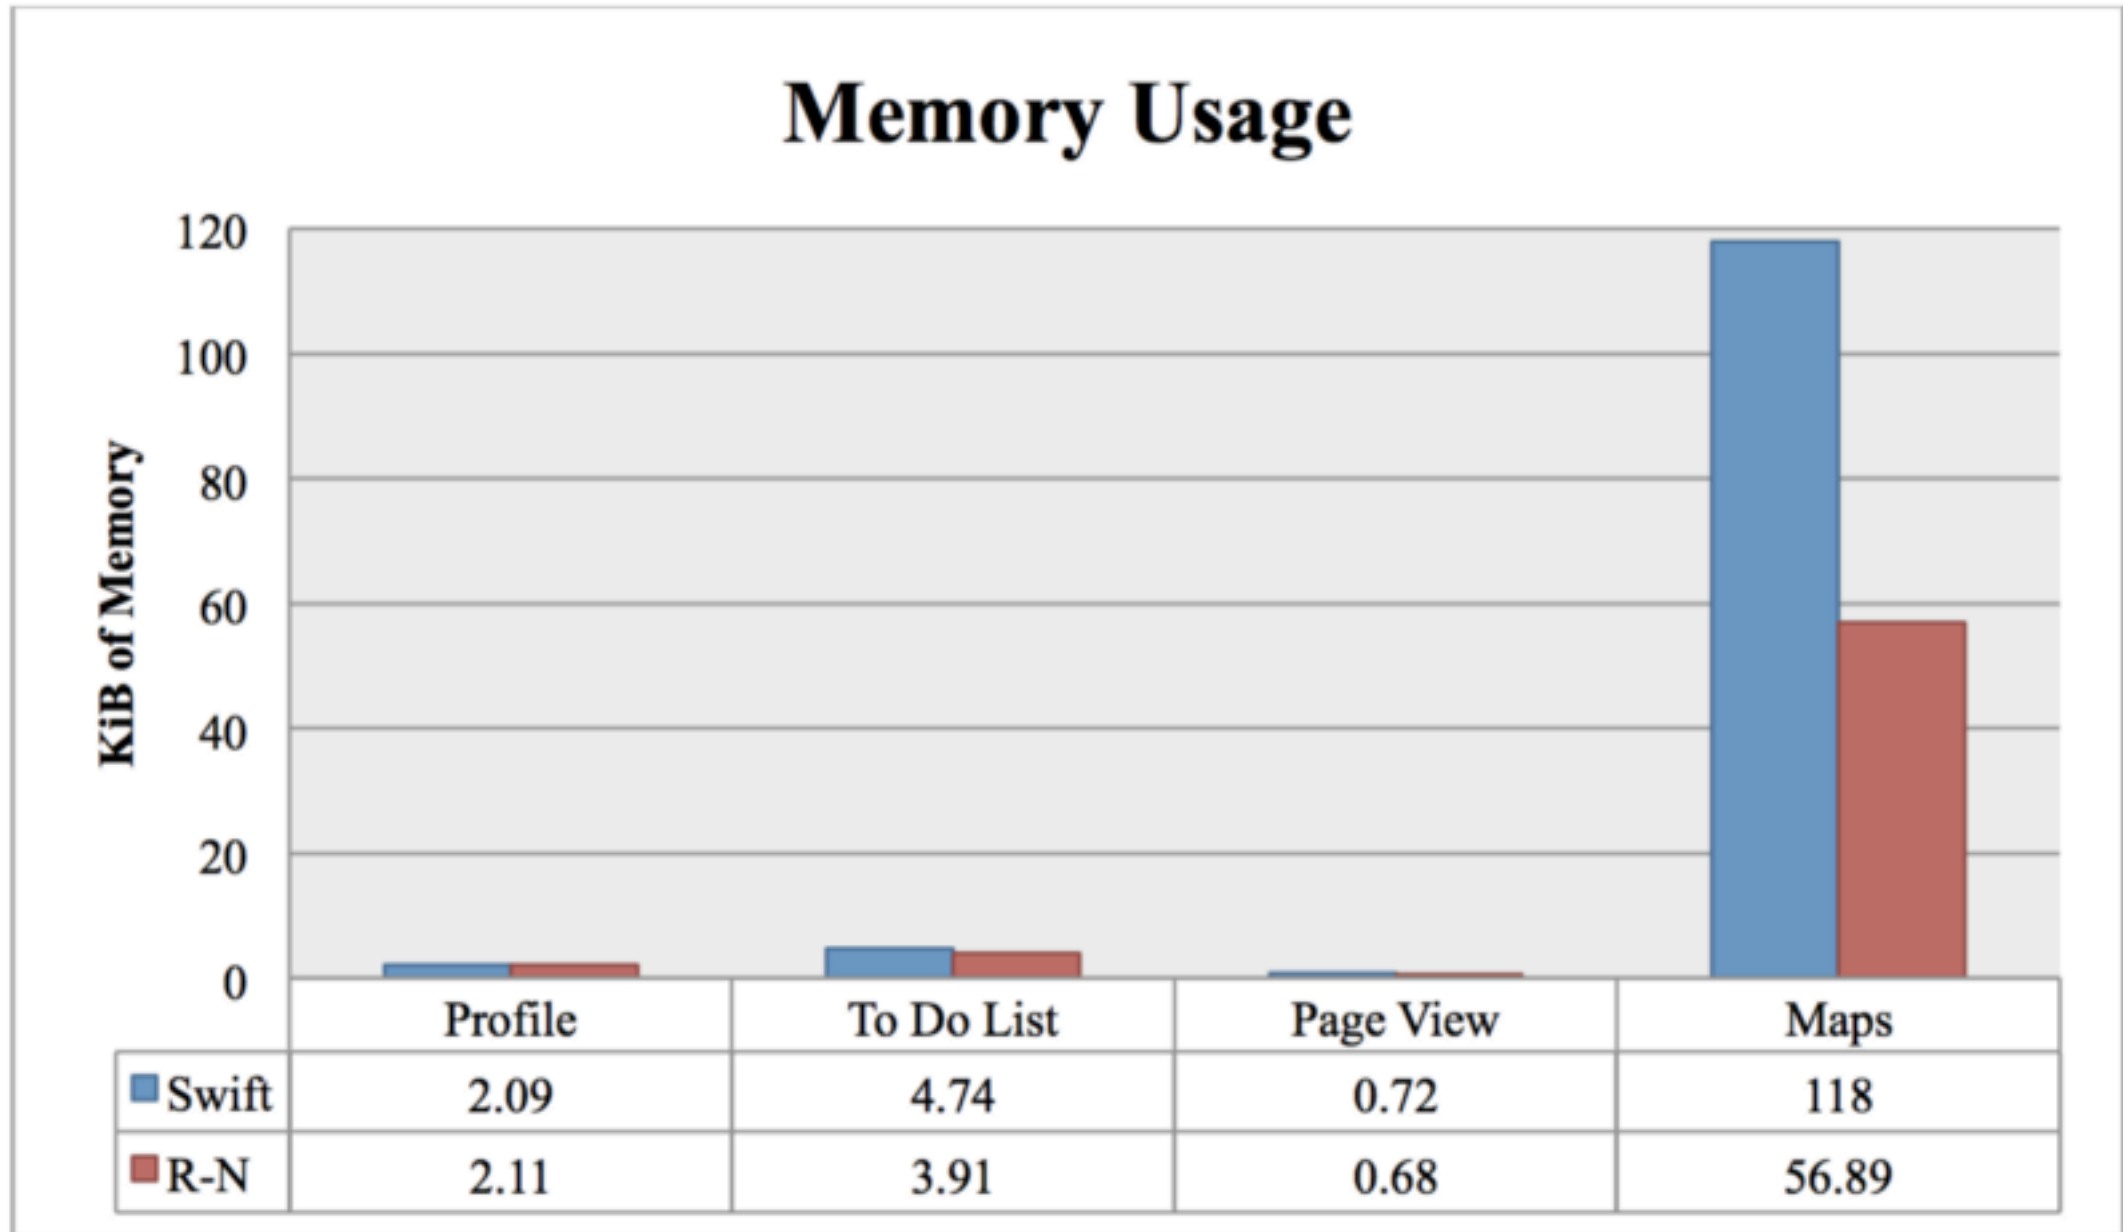 Memory Usage
120
100
80
60
40
20
0
KiB of Memory
Profile To Do List Page View Maps
Swift 2.09 4.74 0.72 118
R-N 2.11 3.91 0.68 56.89